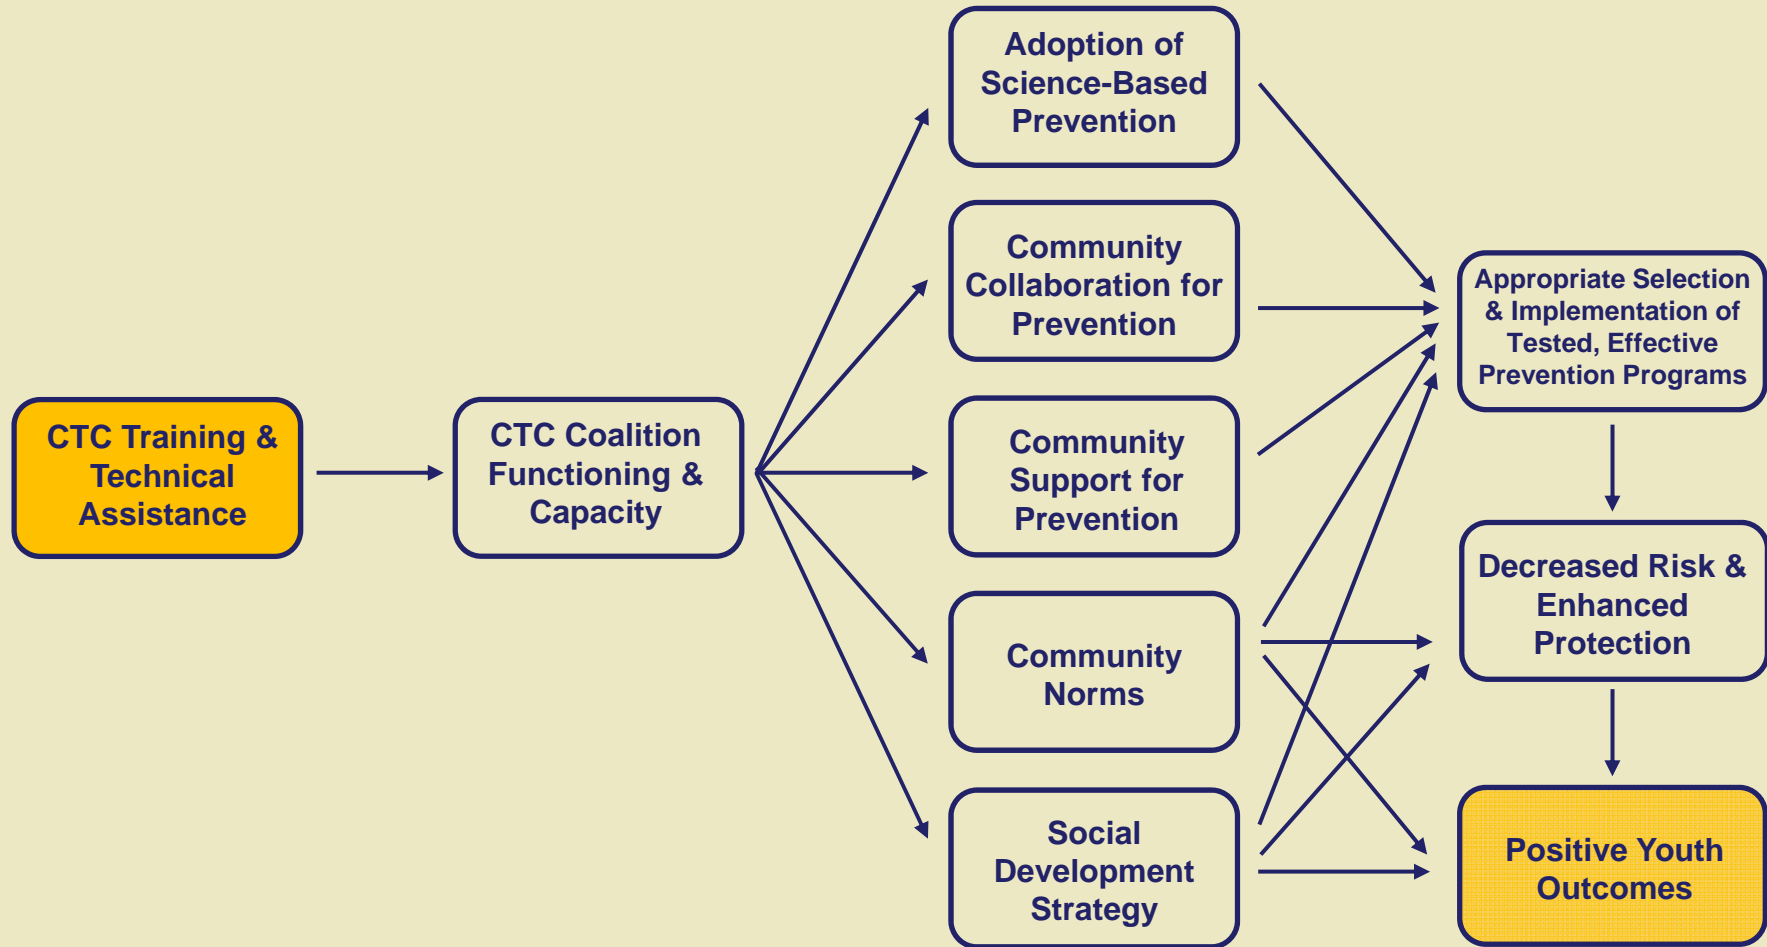 CTC Training &
Technical
Assistance
CTC Coalition
Functioning &
Capacity
Adoption of
Science-Based
Prevention
Community
Collaboration for
Prevention
Community
Support for
Prevention
Community
Norms
Social
Development
Strategy
Appropriate Selection
& Implementation of
Tested, Effective
Prevention Programs
Decreased Risk &
Enhanced
Protection
Positive Youth
Outcomes